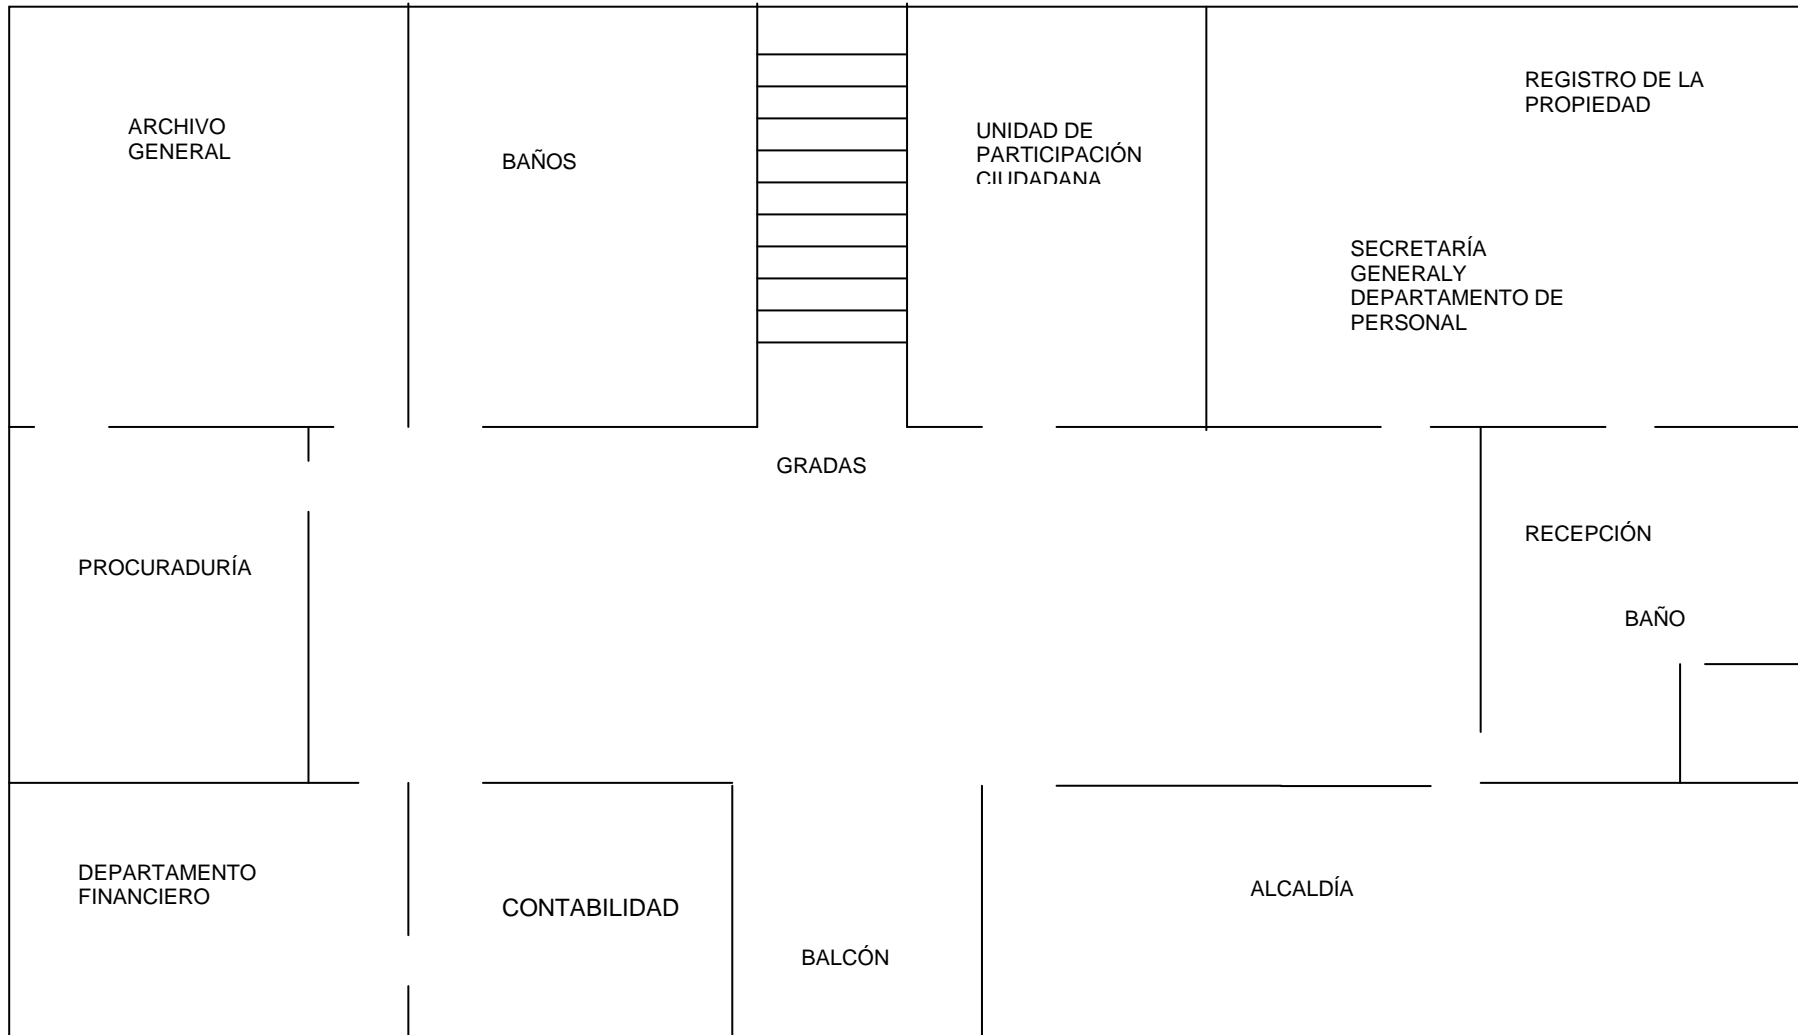 ARCHIVO
GENERAL
BAÑOS
UNIDAD DE
PARTICIPACIÓN
CIUDADANA
REGISTRO DE LA
PROPIEDAD
SECRETARÍA
GENERALY
DEPARTAMENTO DE
PERSONAL
GRADAS
PROCURADURÍA
RECEPCIÓN
BAÑO
DEPARTAMENTO
FINANCIERO
CONTABILIDAD
BALCÓN
ALCALDÍA